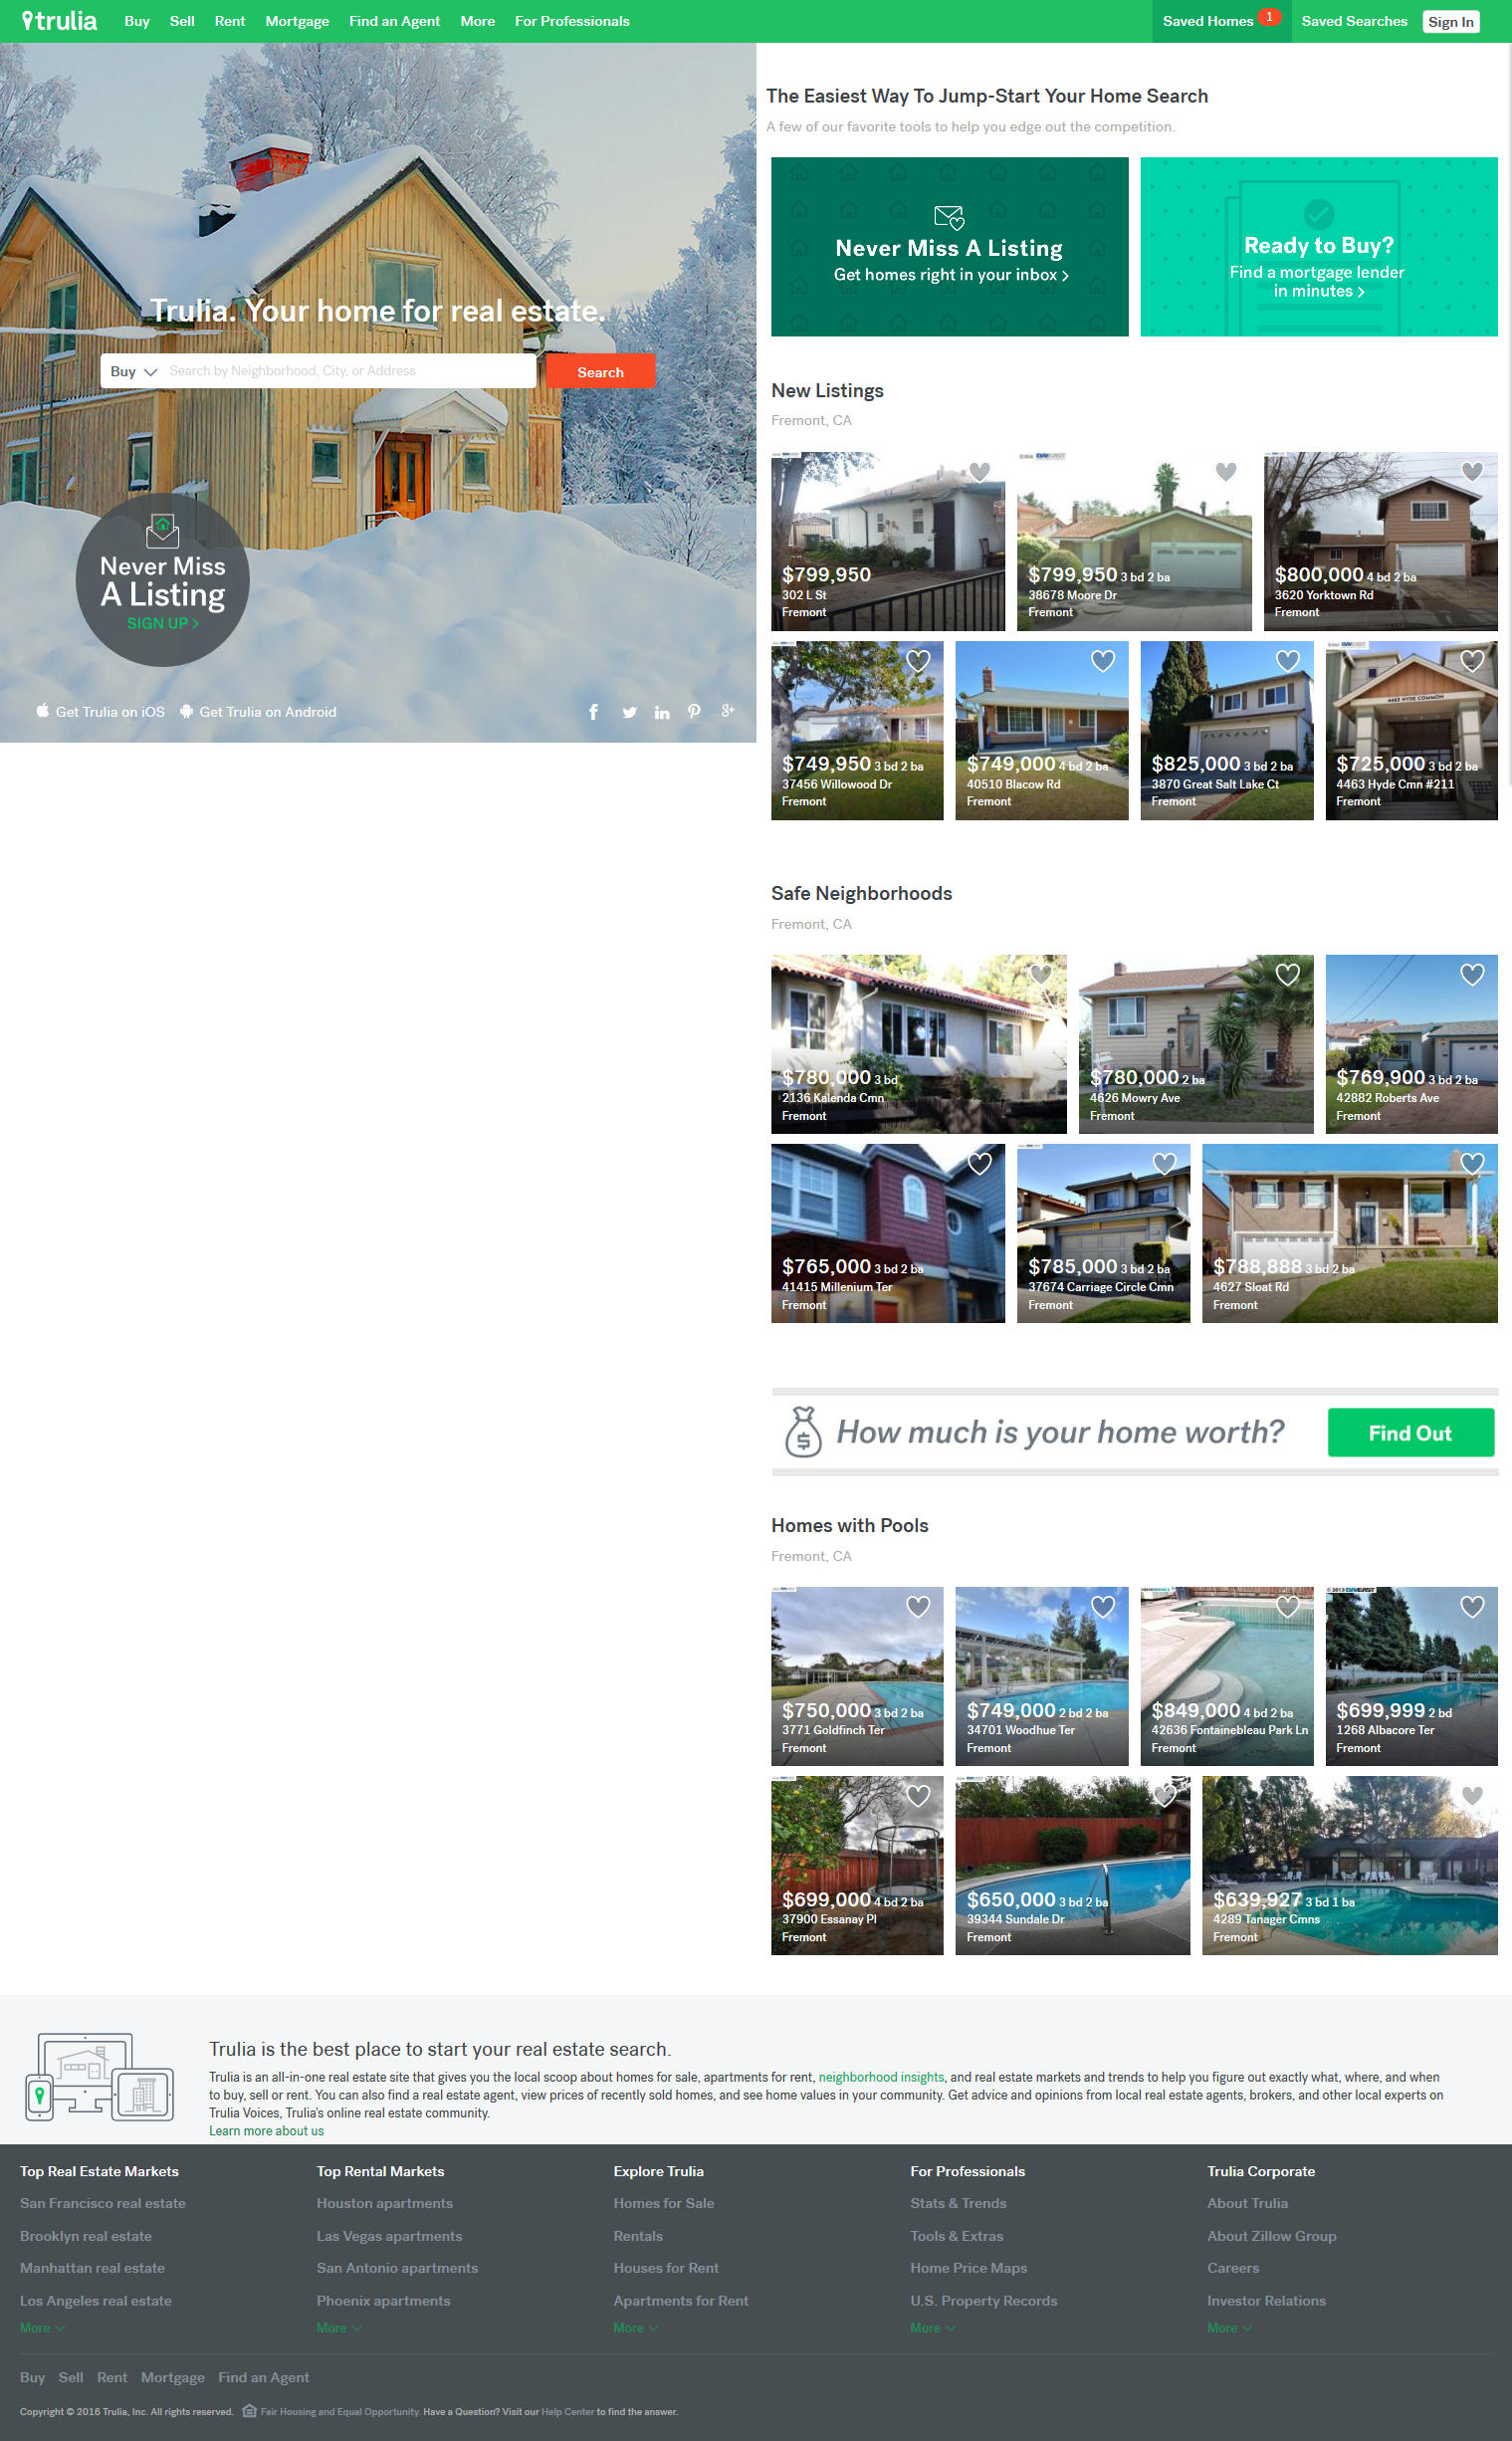 trulia
Buy Sell Rent Mortgage Find an Agent More For Professionals
Saved Homes 1 Saved Searches Sign In
Trulia. Your home for real estate.
Buy Search by Neighborhood, City, or Address Search
Never Miss
A Listing
SIGN UP >
Get Trulia on iOS Get Trulia on Android
The Easiest Way To Jump-Start Your Home Search
A few of our favorite tools to help you edge out the competition.
Never Miss A Listing
Get homes right in your inbox >
Ready to Buy?
Find a mortgage lender
in minutes >
New Listings
Fremont, CA
$799,950
302 L St
Fremont
$799,950 3 bd 2 ba
38678 Moore Dr
Fremont
$800,000 4 bd 2 ba
3620 Yorktown Rd
Fremont
$749,950 3 bd 2 ba
37456 Willowood Dr
Fremont
$749,000 4 bd 2 ba
40510 Blacow Rd
Fremont
$825,000 3 bd 2 ba
3870 Great Salt Lake Ct
Fremont
4463 HYDE COMMON
$725,000 3 bd 2 ba
4463 Hyde Cmn #211
Fremont
Safe Neighborhoods
Fremont, CA
$780,000 3 bd
2136 Kalenda Cmn
Fremont
$780,000 2 ba
4626 Mowry Ave
Fremont
$769,900 3 bd 2 ba
42882 Roberts Ave
Fremont
$765,000 3 bd 2 ba
41415 Millenium Ter
Fremont
$785,000 3 bd 2 ba
37674 Carriage Circle Cmn
Fremont
$788,888 3 bd 2 ba
4627 Sloat Rd
Fremont
How much is your home worth? Find Out
Homes with Pools
Fremont, CA
$750,000 3 bd 2 ba
3771 Goldfinch Ter
Fremont
$749,000 2 bd 2 ba
34701 Woodhue Ter
Fremont
$849,000 4 bd 2 ba
42636 Fontainebleau Park Ln
Fremont
$699,999 2 bd
1268 Albacore Ter
Fremont
$699,000 4 bd 2 ba
37900 Essanay Pl
Fremont
$650,000 3 bd 2 ba
39344 Sundale Dr
Fremont
$639,927 3 bd 1 ba
4289 Tanager Cmns
Fremont
Trulia is the best place to start your real estate search.
Trulia is an all-in-one real estate site that gives you the local scoop about homes for sale, apartments for rent, neighborhood insights, and real estate markets and trends to help you figure out exactly what, where, and when
to buy, sell or rent. You can also find a real estate agent, view prices of recently sold homes, and see home values in your community. Get advice and opinions from local real estate agents, brokers, and other local experts on
Trulia Voices, Trulia's online real estate community.
Learn more about us
Top Real Estate Markets
San Francisco real estate
Brooklyn real estate
Manhattan real estate
Los Angeles real estate
More
Top Rental Markets
Houston apartments
Las Vegas apartments
San Antonio apartments
Phoenix apartments
More
Explore Trulia
Homes for Sale
Rentals
Houses for Rent
Apartments for Rent
More
For Professionals
Stats & Trends
Tools & Extras
Home Price Maps
U.S. Property Records
More
Trulia Corporate
About Trulia
About Zillow Group
Careers
Investor Relations
More
Buy Sell Rent Mortgage Find an Agent
Copyright © 2016 Trulia, Inc. All rights reserved. Fair Housing and Equal Opportunity. Have a Question? Visit our Help Center to find the answer.